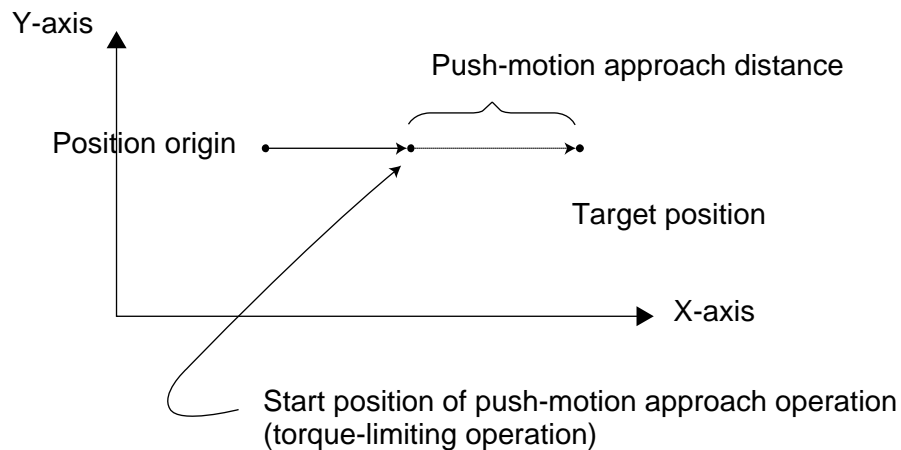 Y-axis
Push-motion approach distance
Position origin
Target position
X-axis
Start position of push-motion approach operation
(torque-limiting operation)